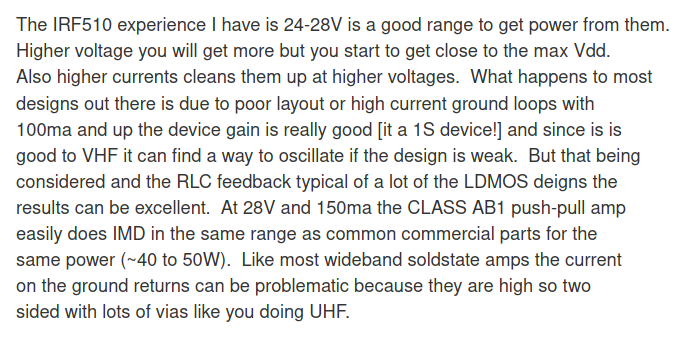 The IRF510 experience I have is 24-28V is a good range to get power from them.
Higher voltage you will get more but you start to get close to the max Vdd.
Also higher currents cleans them up at higher voltages.  What happens to most
designs out there is due to poor layout or high current ground loops with
100ma and up the device gain is really good [it a 1S device!] and since is is
good to VHF it can find a way to oscillate if the design is weak.  But that being
considered and the RLC feedback typical of a lot of the LDMOS deigns the
results can be excellent.  At 28V and 150ma the CLASS AB1 push-pull amp
easily does IMD in the same range as common commercial parts for the
same power (~40 to 50W).  Like most wideband soldstate amps the current
on the ground returns can be problematic because they are high so two
sided with lots of vias like you doing UHF.